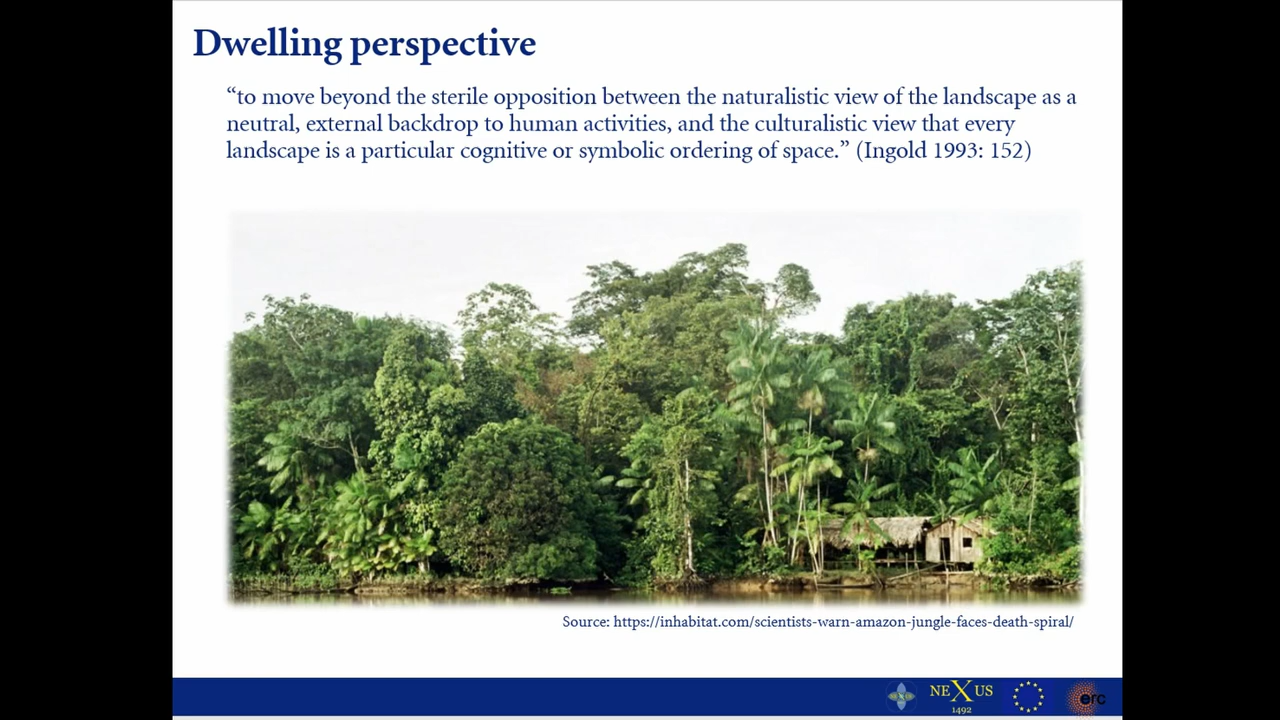 Dwelling perspective
“to move beyond the sterile opposition between the naturalistic view of the landscape as a
neutral, external backdrop to human activities, and the culturalistic view that every
landscape is a particular cognitive or symbolic ordering of space.” (Ingold 1993: 152)
Source: https://inhabitat.com/scientists-warn-amazon-jungle-faces-death-spiral/
NEXUS
1492
erc